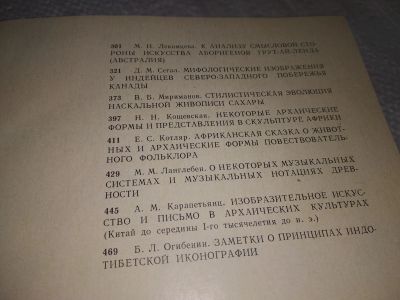 301 М. П. Левидова. К АНАЛИЗУ СМЫСЛОВОЙ СТО-
РОНЫ ИСКУССТВА АБОРИГЕНОВ ГРУТ-АЙЛЕНДА
(АВСТРАЛИЯ)
321 Д. М. Сегал. МИФОЛОГИЧЕСКИЕ ИЗОБРАЖЕНИЯ
У ИНДЕЙЦЕВ СЕВЕРО-ЗАПАДНОГО ПОБЕРЕЖЬЯ
КАНАДЫ
373 В. Б. Мириманов. СТИЛИСТИЧЕСКАЯ ЭВОЛЮЦИЯ
НАСКАЛЬНОЙ ЖИВОПИСИ САХАРЫ
397 Н. Н. Кощевская. НЕКОТОРЫЕ АРХАИЧЕСКИЕ
ФОРМЫ И ПРЕДСТАВЛЕНИЯ В СКУЛЬПТУРЕ АФРИКИ
411 Е. С. Котляр. АФРИКАНСКАЯ СКАЗКА О ЖИВОТ-
НЫХ И АРХАИЧЕСКИЕ ФОРМЫ ПОВЕСТВОВАТЕЛЬ-
НОГО ФОЛЬКЛОРА
429 М. М. Ланглебен. О НЕКОТОРЫХ МУЗЫКАЛЬНЫХ
СИСТЕМАХ И МУЗЫКАЛЬНЫХ НОТАЦИЯХ ДРЕВ-
НОСТИ
445 А. М. Карапетьянц. ИЗОБРАЗИТЕЛЬНОЕ ИСКУС-
СТВО И ПИСЬМО В АРХАИЧЕСКИХ КУЛЬТУРАХ
(Китай до середины I-го тысячелетия до н. э.)
469 Б. Л. Огибенин. ЗАМЕТКИ О ПРИНЦИПАХ ИНДО-
ТИБЕТСКОЙ ИКОНОГРАФИИ